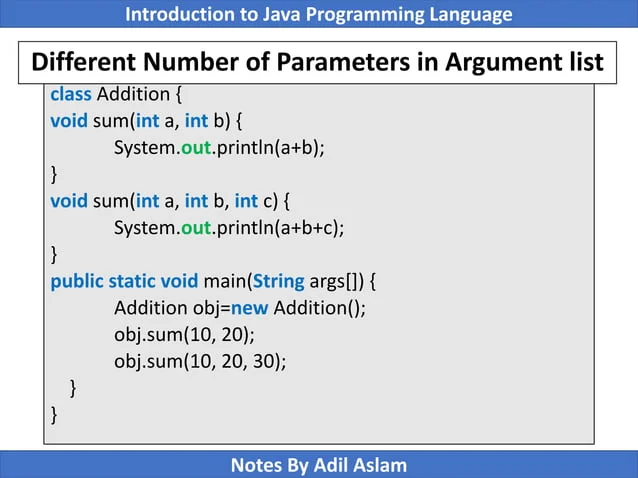 Introduction to Java Programming Language
Different Number of Parameters in Argument list
class Addition {
void sum(int a, int b) {
System.out.println(a+b);
}
void sum(int a, int b, int c) {
System.out.println(a+b+c);
}
public static void main(String args[]) {
Addition obj=new Addition();
obj.sum(10, 20);
obj.sum(10, 20, 30);
}
}
Notes By Adil Aslam